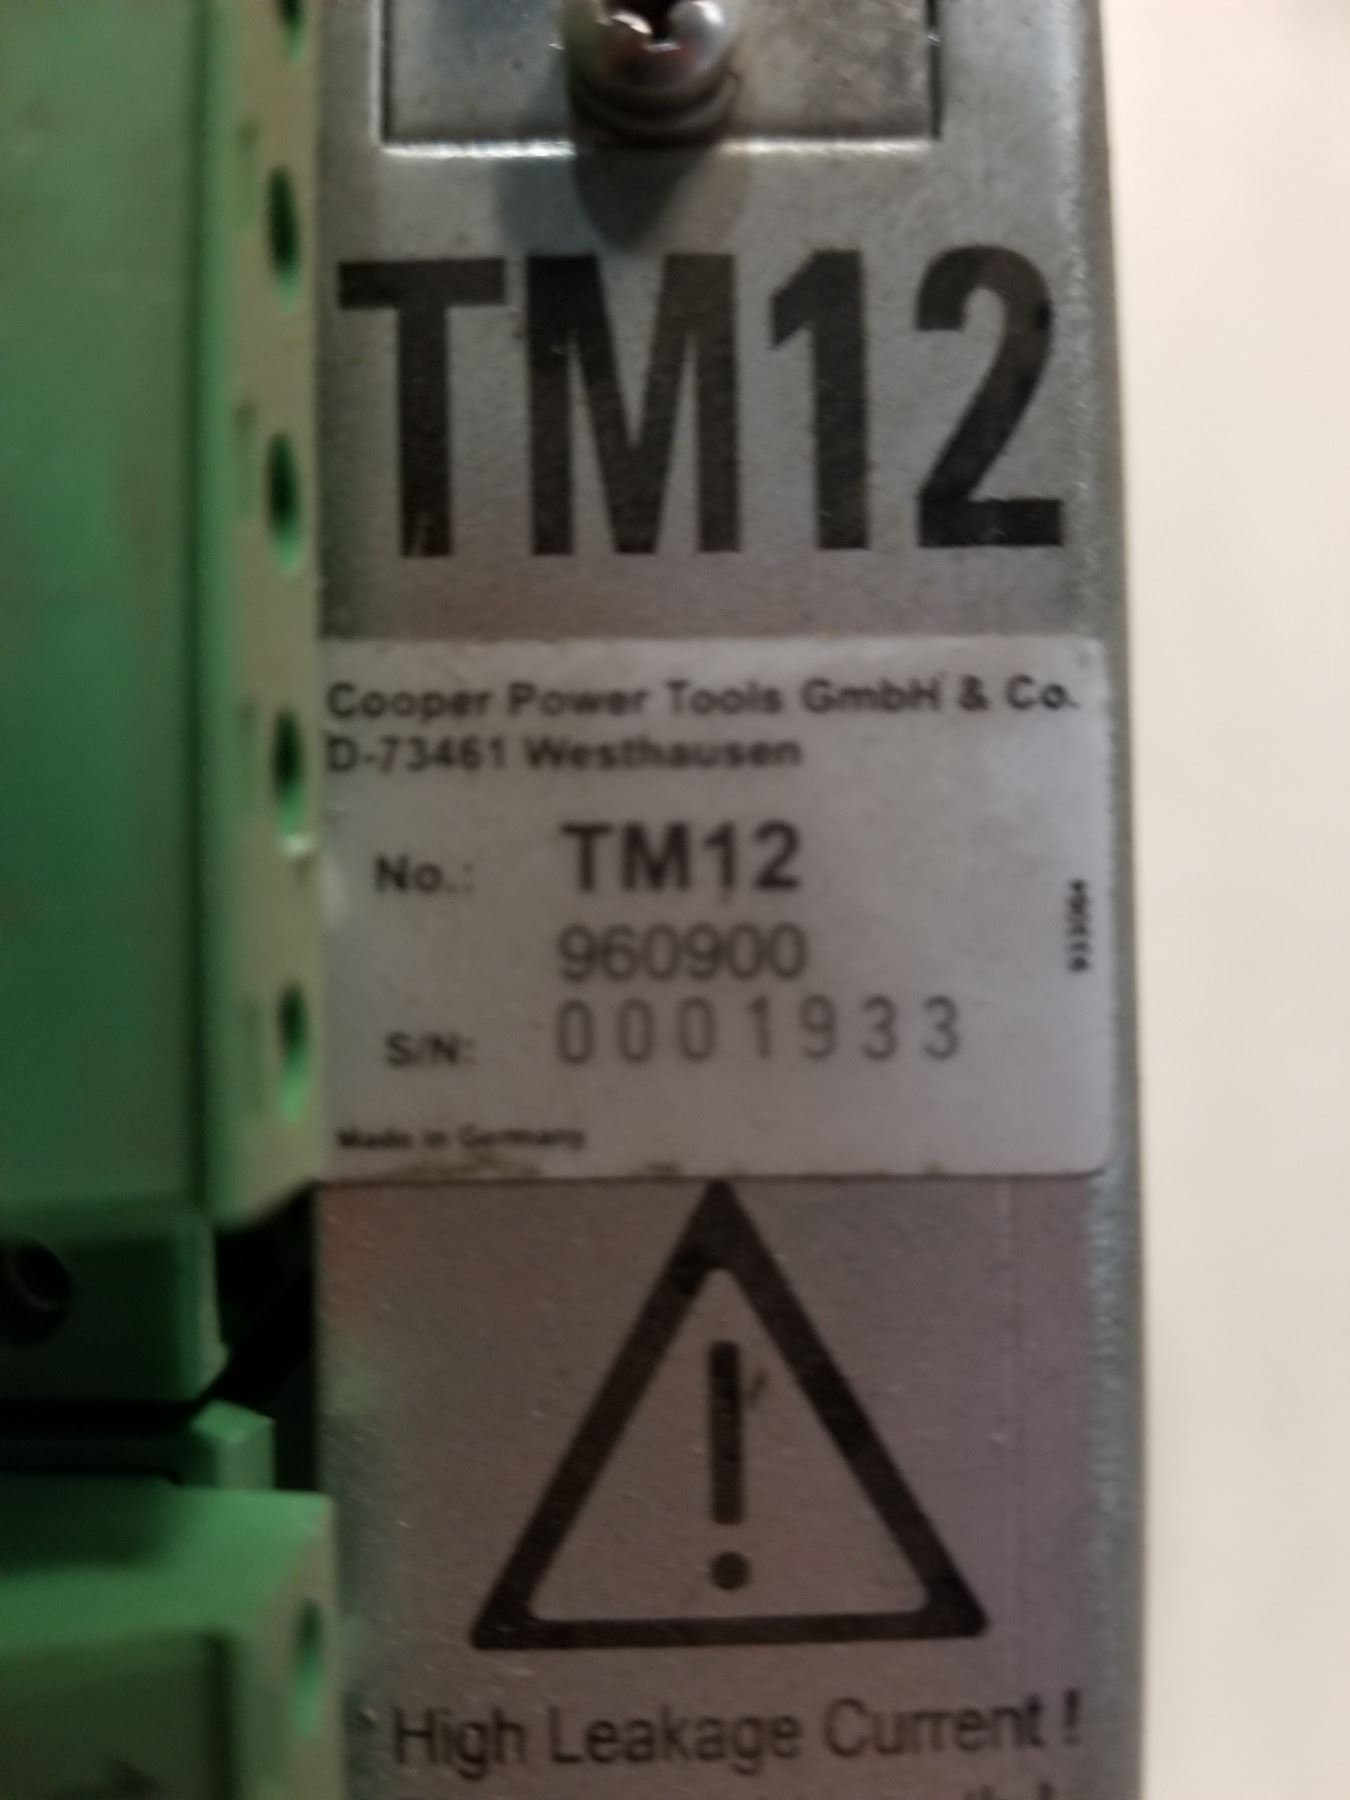 TM12
Cooper Power Tools GmbH & Co.
D-73461 Westhausen
No.: TM12
960900
S/N: 0001933
Made in Germany
High Leakage Current !